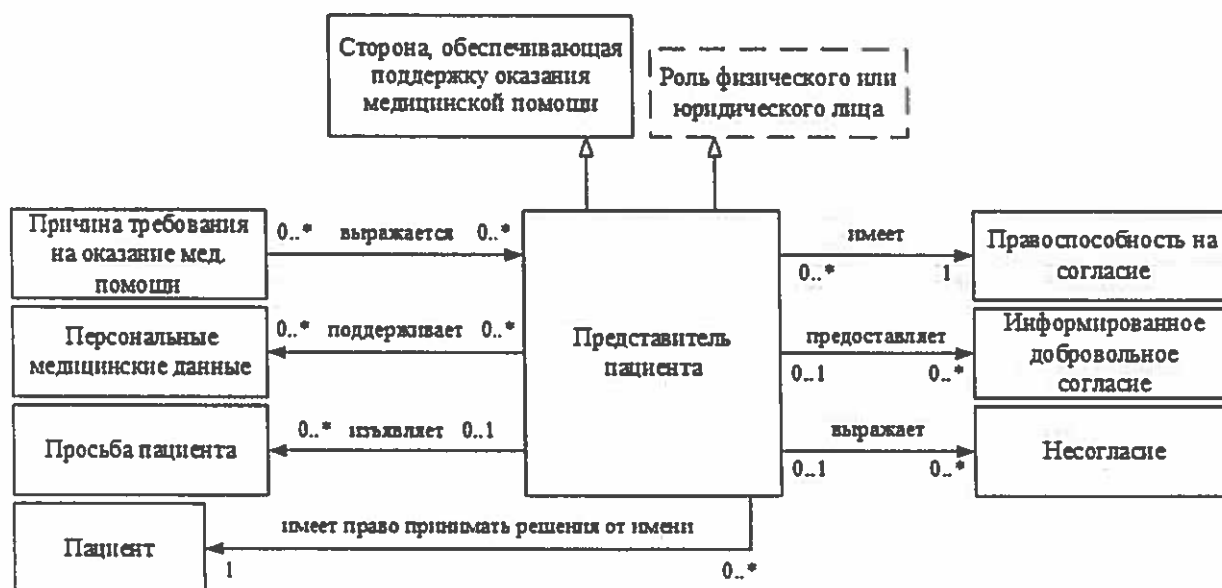 Сторона, обеспечивающая
поддержку оказания
медицинской помощи
Роль физического или
юридического лица
Причина требования
на оказание мед.
помощи
0..* выражается 0..*
Персональные
медицинские данные
0..* поддерживает 0..*
Просьба пациента
0..* изъявляет 0..1
Пациент
имеет право принимать решения от имени
1 0..*
Представитель
пациента
имеет
0..* 1
Правоспособность на
согласие
предоставляет
0..1 0..*
Информированное
добровольное
согласие
выражает
0..1 0..*
Несогласие